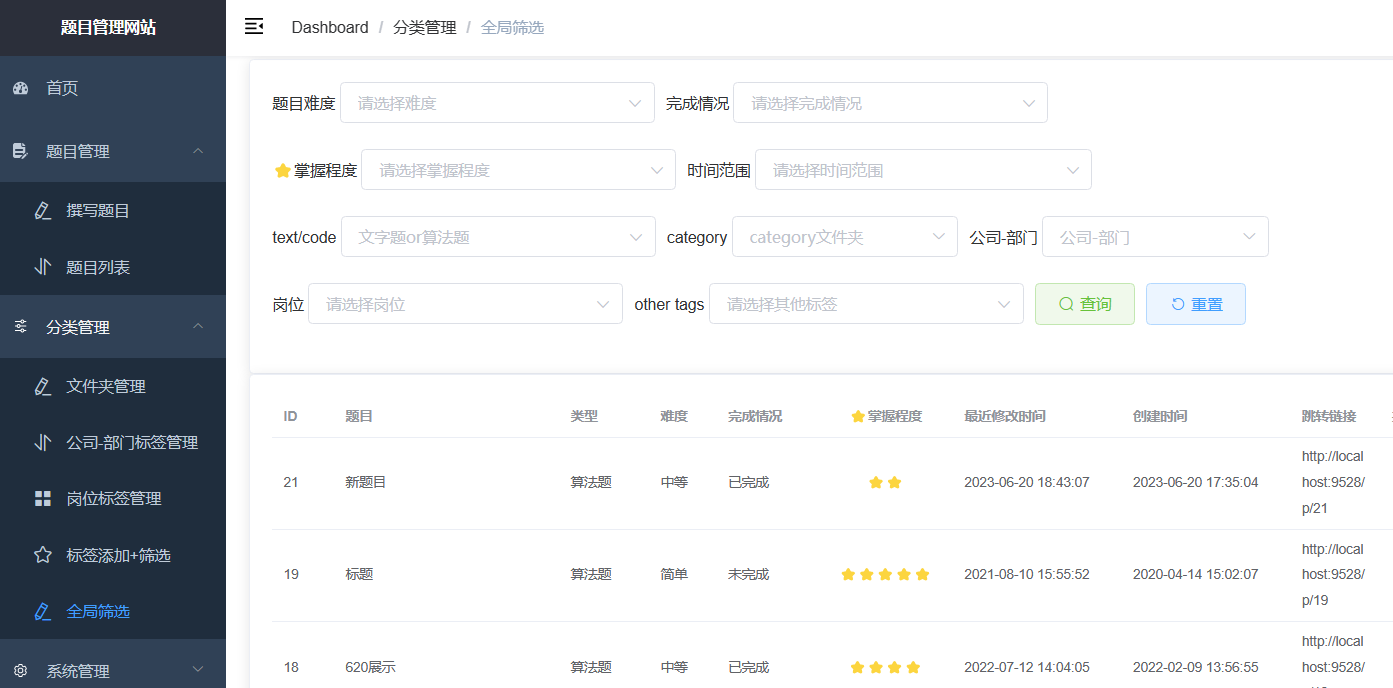 题目管理网站
首页
题目管理
撰写题目
题目列表
分类管理
文件夹管理
公司-部门标签管理
岗位标签管理
标签添加+筛选
全局筛选
系统管理
Dashboard / 分类管理 / 全局筛选
题目难度 请选择难度 完成情况 请选择完成情况
掌握程度 请选择掌握程度 时间范围 请选择时间范围
text/code 文字题or算法题 category category文件夹 公司-部门 公司-部门
岗位 请选择岗位 other tags 请选择其他标签 查询 重置
ID 题目 类型 难度 完成情况 掌握程度 最近修改时间 创建时间 跳转链接
21 新题目 算法题 中等 已完成 2023-06-20 18:43:07 2023-06-20 17:35:04 http://local
host:9528/
p/21
19 标题 算法题 简单 未完成 2021-08-10 15:55:52 2020-04-14 15:02:07 http://local
host:9528/
p/19
18 620展示 算法题 中等 已完成 2022-07-12 14:04:05 2022-02-09 13:56:55 http://local
host:9528/